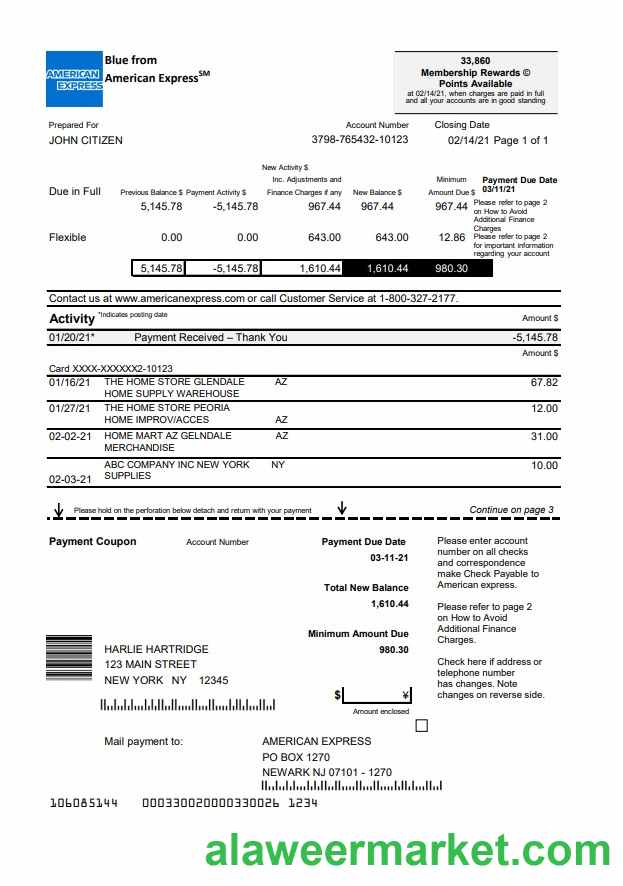 AMERICAN EXPRESS
Blue from
American Express℠
33,860
Membership Rewards ©
Points Available
at 02/14/21, when charges are paid in full
and all your accounts are in good standing
Prepared For Account Number Closing Date
JOHN CITIZEN 3798-765432-10123 02/14/21 Page 1 of 1
New Activity $
Inc. Adjustments and Minimum Payment Due Date
Due in Full Previous Balance $ Payment Activity $ Finance Charges if any New Balance $ Amount Due $ 03/11/21
5,145.78 -5,145.78 967.44 967.44 967.44
Please refer to page 2
on How to Avoid
Additional Finance
Charges
Flexible 0.00 0.00 643.00 643.00 12.86
Please refer to page 2
for important information
regarding your account
5,145.78 -5,145.78 1,610.44 1,610.44 980.30
Contact us at www.americanexpress.com or call Customer Service at 1-800-327-2177.
Activity *Indicates posting date Amount $
01/20/21* Payment Received – Thank You -5,145.78
Amount $
Card XXXX-XXXXXX2-10123
01/16/21 THE HOME STORE GLENDALE AZ 67.82
HOME SUPPLY WAREHOUSE
01/27/21 THE HOME STORE PEORIA 12.00
HOME IMPROV/ACCES AZ
02-02-21 HOME MART AZ GELNDALE AZ 31.00
MERCHANDISE
ABC COMPANY INC NEW YORK NY 10.00
02-03-21 SUPPLIES
Please hold on the perforation below detach and return with your payment Continue on page 3
Payment Coupon Account Number Payment Due Date
03-11-21
Total New Balance
1,610.44
Minimum Amount Due
980.30
Please enter account
number on all checks
and correspondence
make Check Payable to
American express.
Please refer to page 2
on How to Avoid
Additional Finance
Charges.
Check here if address or
telephone number
has changes. Note
changes on reverse side.
HARLIE HARTRIDGE
123 MAIN STREET
NEW YORK NY 12345
$ ¥
Amount enclosed
Mail payment to: AMERICAN EXPRESS
PO BOX 1270
NEWARK NJ 07101 - 1270
106085144 000330020000330026 1234
alaweermarket.com